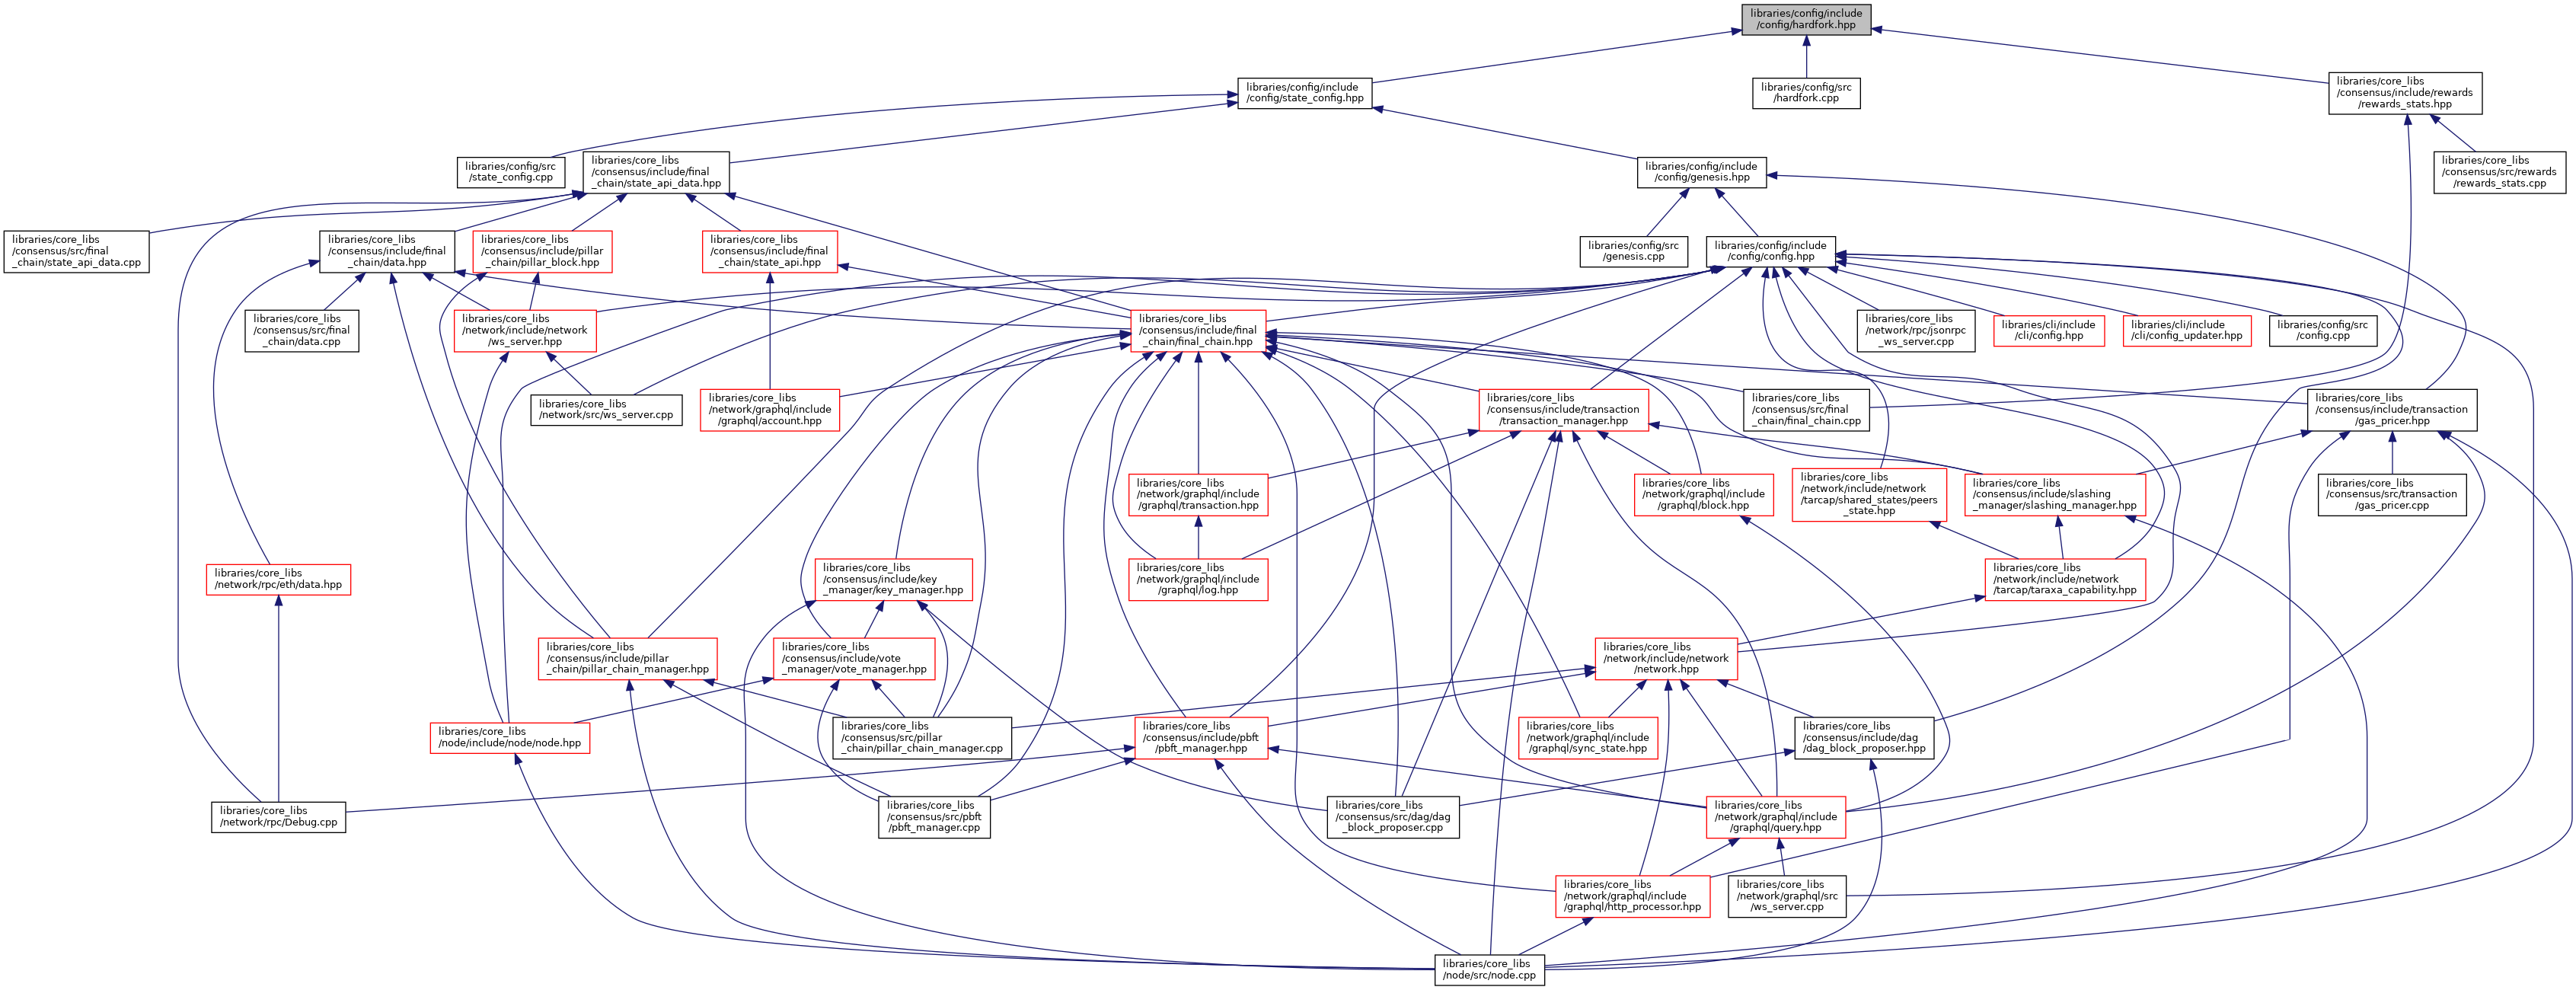 libraries/config/include
/config/hardfork.hpp
libraries/config/include
/config/state_config.hpp
libraries/config/src
/hardfork.cpp
libraries/core_libs
/consensus/include/rewards
/rewards_stats.hpp
libraries/config/src
/state_config.cpp
libraries/core_libs
/consensus/include/final
_chain/state_api_data.hpp
libraries/config/include
/config/genesis.hpp
libraries/core_libs
/consensus/src/rewards
/rewards_stats.cpp
libraries/core_libs
/consensus/src/final
_chain/state_api_data.cpp
libraries/core_libs
/consensus/include/final
_chain/data.hpp
libraries/core_libs
/consensus/include/pillar
_chain/pillar_block.hpp
libraries/core_libs
/consensus/include/final
_chain/state_api.hpp
libraries/config/src
/genesis.cpp
libraries/config/include
/config/config.hpp
libraries/core_libs
/consensus/src/final
_chain/data.cpp
libraries/core_libs
/network/include/network
/ws_server.hpp
libraries/core_libs
/consensus/include/final
_chain/final_chain.hpp
libraries/core_libs
/network/rpc/jsonrpc
_ws_server.cpp
libraries/cli/include
/cli/config.hpp
libraries/cli/include
/cli/config_updater.hpp
libraries/config/src
/config.cpp
libraries/core_libs
/network/src/ws_server.cpp
libraries/core_libs
/network/graphql/include
/graphql/account.hpp
libraries/core_libs
/consensus/include/transaction
/transaction_manager.hpp
libraries/core_libs
/consensus/src/final
_chain/final_chain.cpp
libraries/core_libs
/consensus/include/transaction
/gas_pricer.hpp
libraries/core_libs
/network/graphql/include
/graphql/transaction.hpp
libraries/core_libs
/network/graphql/include
/graphql/block.hpp
libraries/core_libs
/network/include/network
/tarcap/shared_states/peers
_state.hpp
libraries/core_libs
/consensus/include/slashing
_manager/slashing_manager.hpp
libraries/core_libs
/consensus/src/transaction
/gas_pricer.cpp
libraries/core_libs
/network/rpc/eth/data.hpp
libraries/core_libs
/consensus/include/key
_manager/key_manager.hpp
libraries/core_libs
/network/graphql/include
/graphql/log.hpp
libraries/core_libs
/network/include/network
/tarcap/taraxa_capability.hpp
libraries/core_libs
/consensus/include/pillar
_chain/pillar_chain_manager.hpp
libraries/core_libs
/consensus/include/vote
_manager/vote_manager.hpp
libraries/core_libs
/network/include/network
/network.hpp
libraries/core_libs
/node/include/node/node.hpp
libraries/core_libs
/consensus/src/pillar
_chain/pillar_chain_manager.cpp
libraries/core_libs
/consensus/include/pbft
/pbft_manager.hpp
libraries/core_libs
/network/graphql/include
/graphql/sync_state.hpp
libraries/core_libs
/consensus/include/dag
/dag_block_proposer.hpp
libraries/core_libs
/network/rpc/Debug.cpp
libraries/core_libs
/consensus/src/pbft
/pbft_manager.cpp
libraries/core_libs
/consensus/src/dag/dag
_block_proposer.cpp
libraries/core_libs
/network/graphql/include
/graphql/query.hpp
libraries/core_libs
/network/graphql/include
/graphql/http_processor.hpp
libraries/core_libs
/network/graphql/src
/ws_server.cpp
libraries/core_libs
/node/src/node.cpp